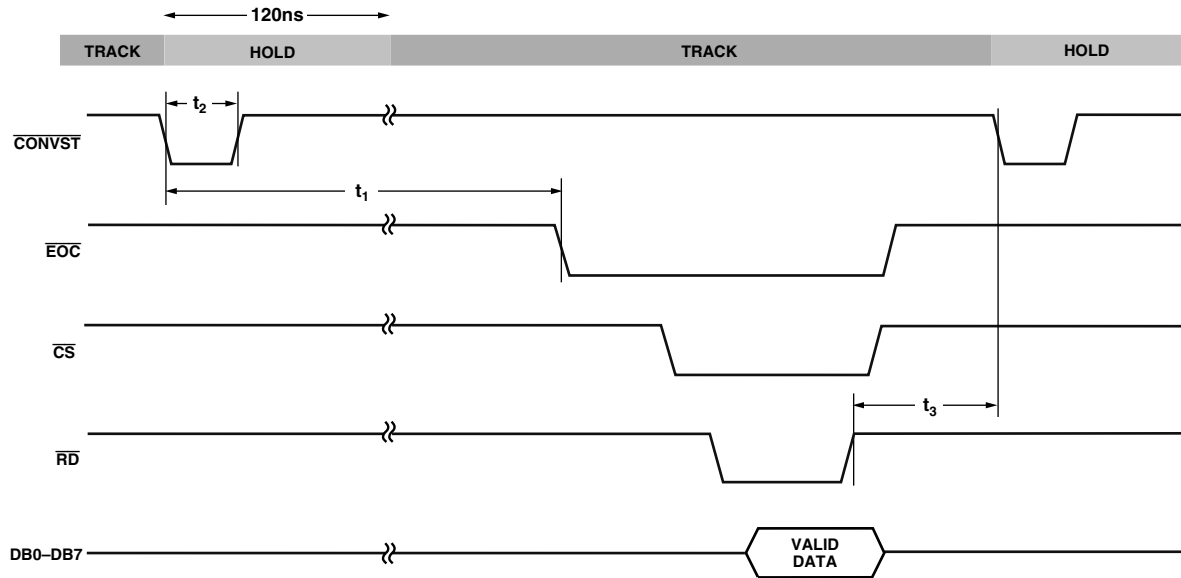 120ns
TRACK HOLD TRACK HOLD
t2
CONVST
t1
EOC
CS
t3
RD
DB0–DB7
VALID
DATA